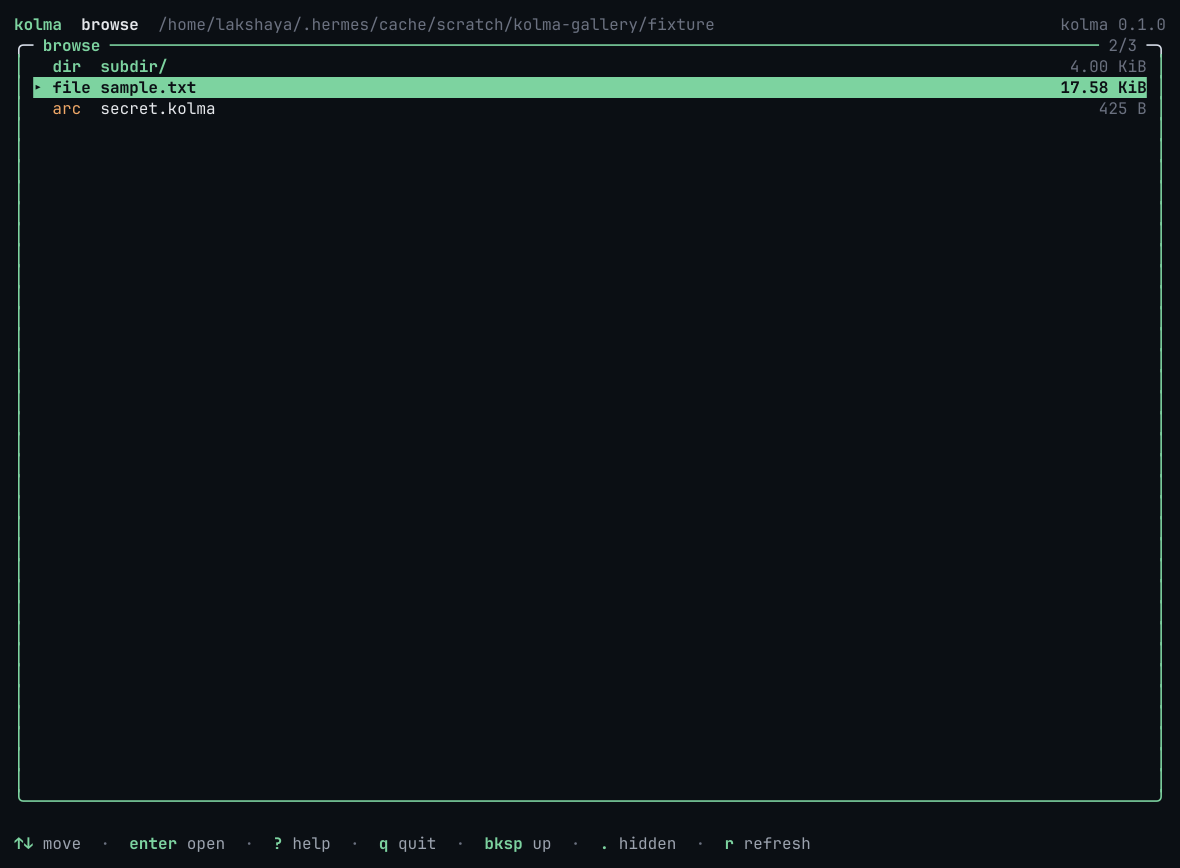 kolma browse /home/lakshaya/.hermes/cache/scratch/kolma-gallery/fixture kolma 0.1.0
browse 2/3
dir subdir/ 4.00 KiB
▸ file sample.txt 17.58 KiB
arc secret.kolma 425 B
↑↓ move · enter open · ? help · q quit · bksp up · . hidden · r refresh